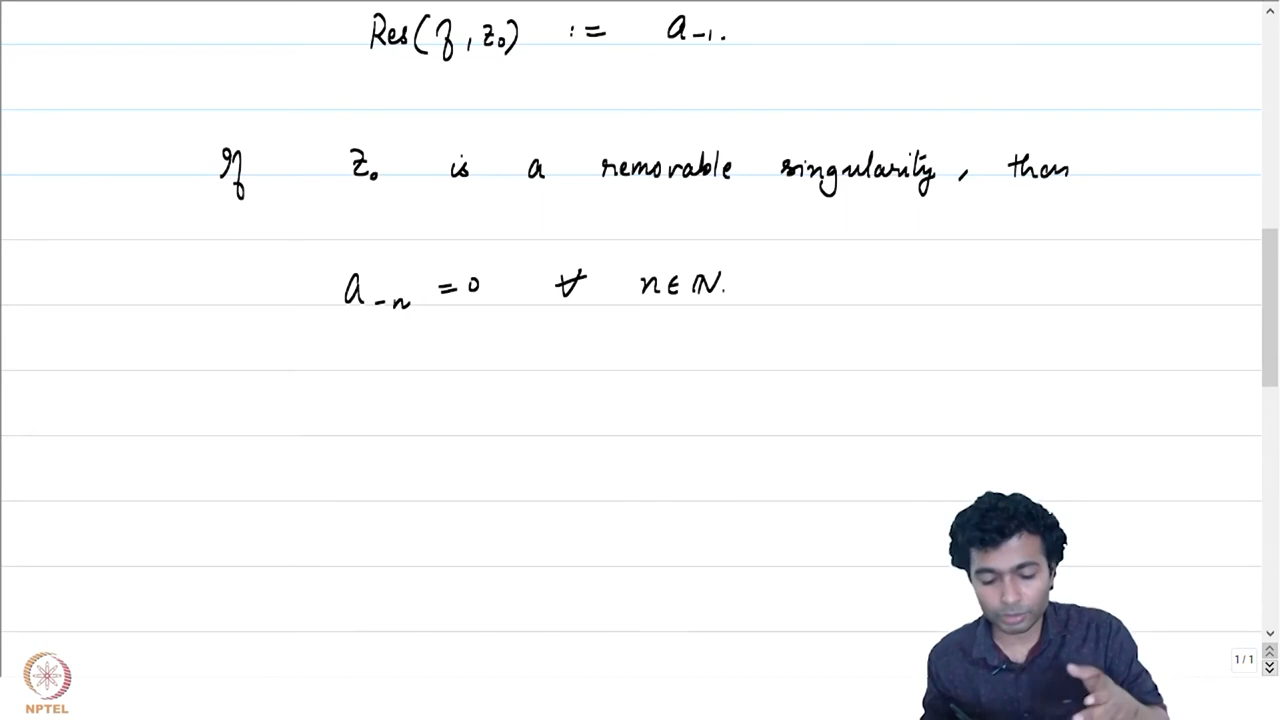 Res(f, z₀) := a₋₁.
If z₀ is a removable singularity, then
a₋ₙ = 0 ∀ n ∈ ℕ.
1 / 1
NPTEL